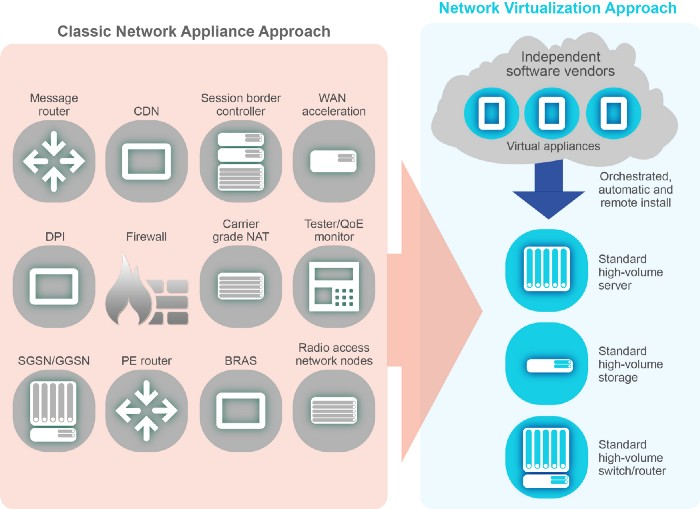 Network Virtualization Approach
Classic Network Appliance Approach
Message
router
CDN
Session border
controller
WAN
acceleration
DPI
Firewall
Carrier
grade NAT
Tester/QoE
monitor
SGSN/GGSN
PE router
BRAS
Radio access
network nodes
Independent
software vendors
Virtual appliances
Orchestrated,
automatic and
remote install
Standard
high-volume
server
Standard
high-volume
storage
Standard
high-volume
switch/router